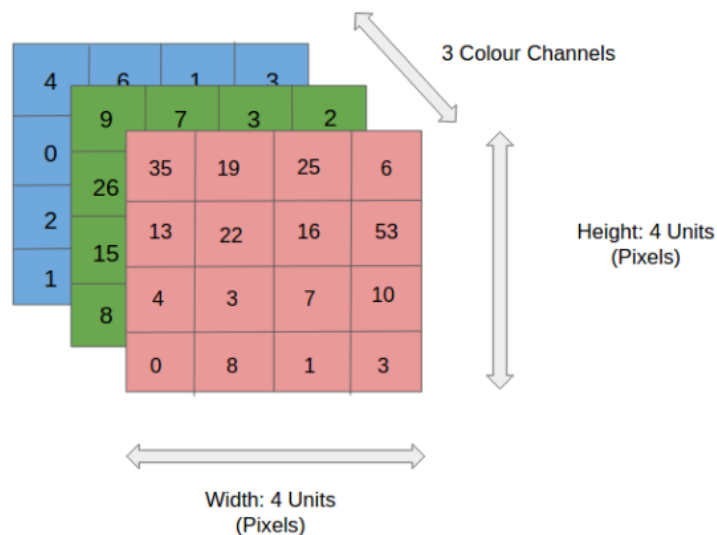 3 Colour Channels
4 6 1 3
9 7 3 2
35 19 25 6
0
26
13 22 16 53
2
15
4 3 7 10
1
8
0 8 1 3
Height: 4 Units
(Pixels)
Width: 4 Units
(Pixels)